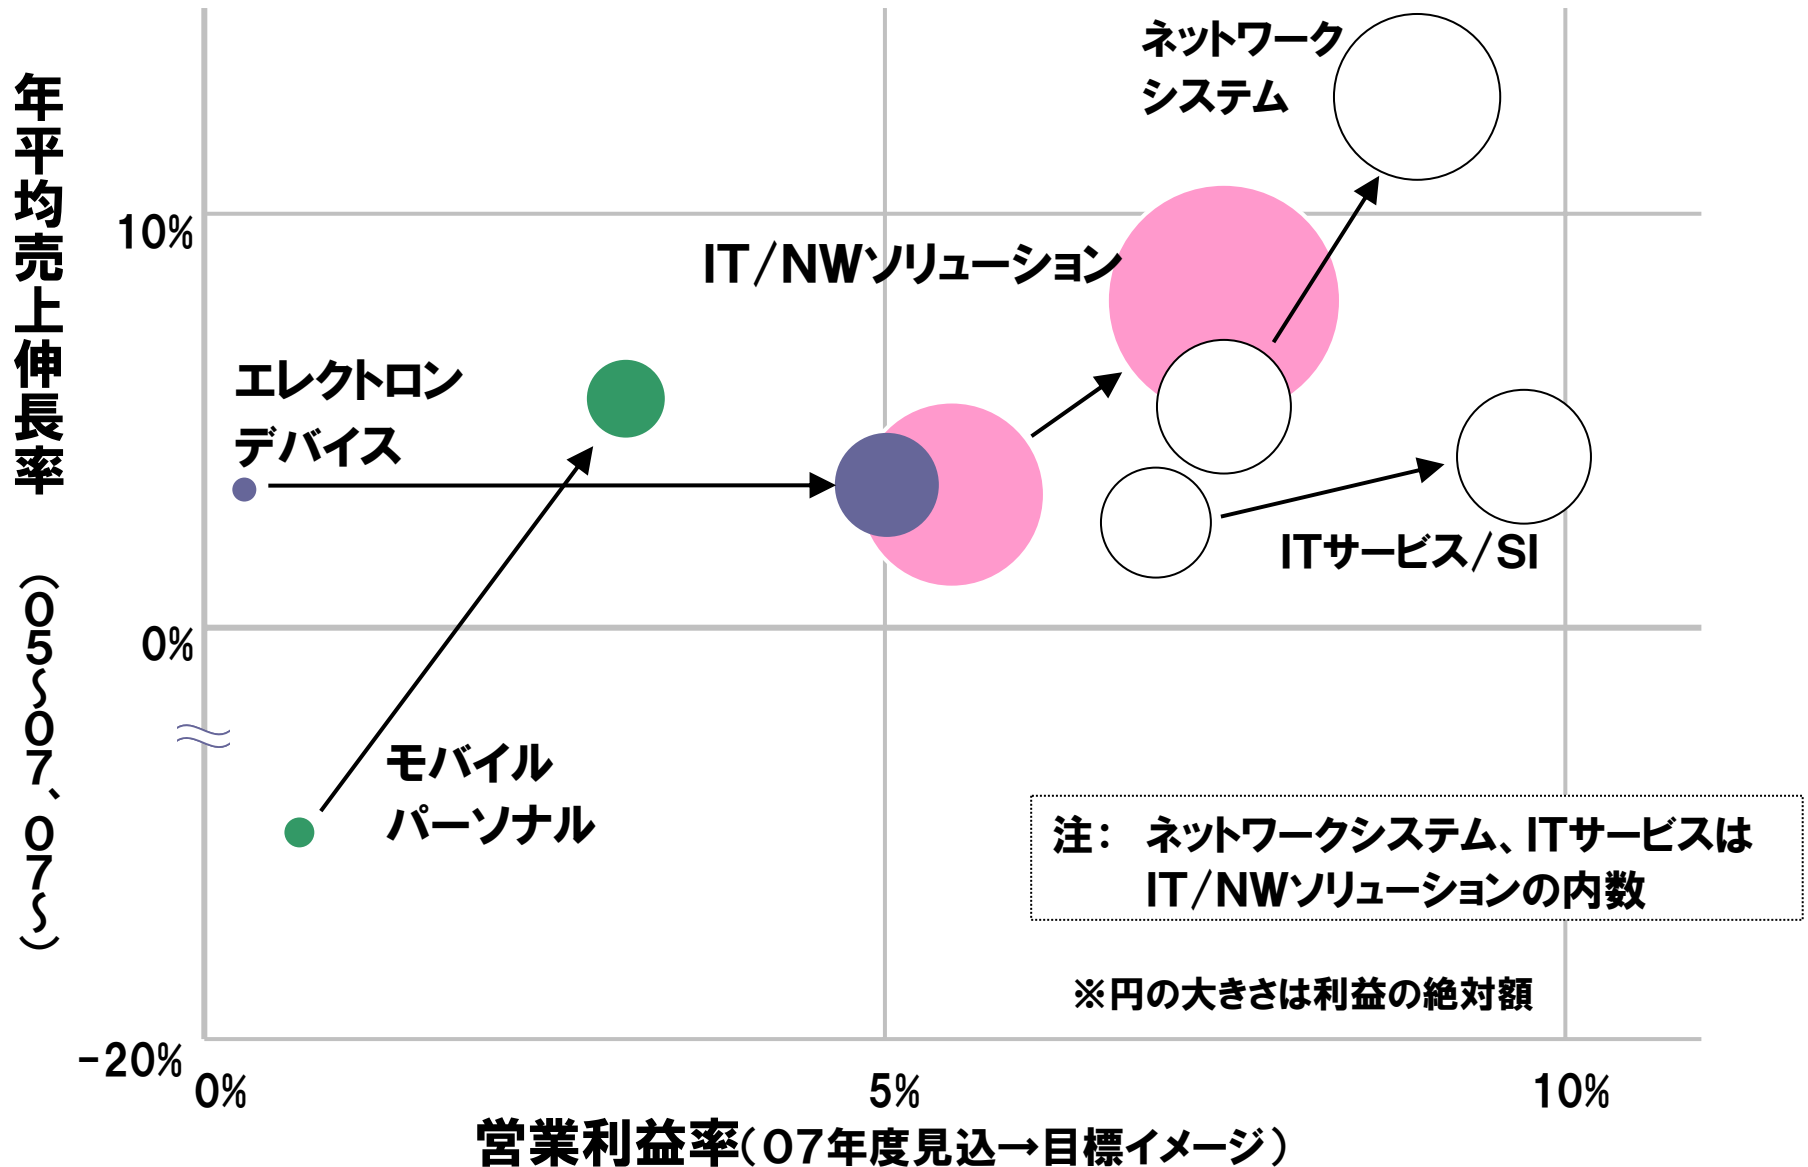 年平均売上伸長率 （０５～０７、０７～）
ネットワーク
システム
10%
IT/NWソリューション
エレクトロン
デバイス
ITサービス/SI
0%
モバイル
パーソナル
注： ネットワークシステム、ITサービスは
IT/NWソリューションの内数
※円の大きさは利益の絶対額
-20%
0%
5%
10%
営業利益率（０７年度見込→目標イメージ）